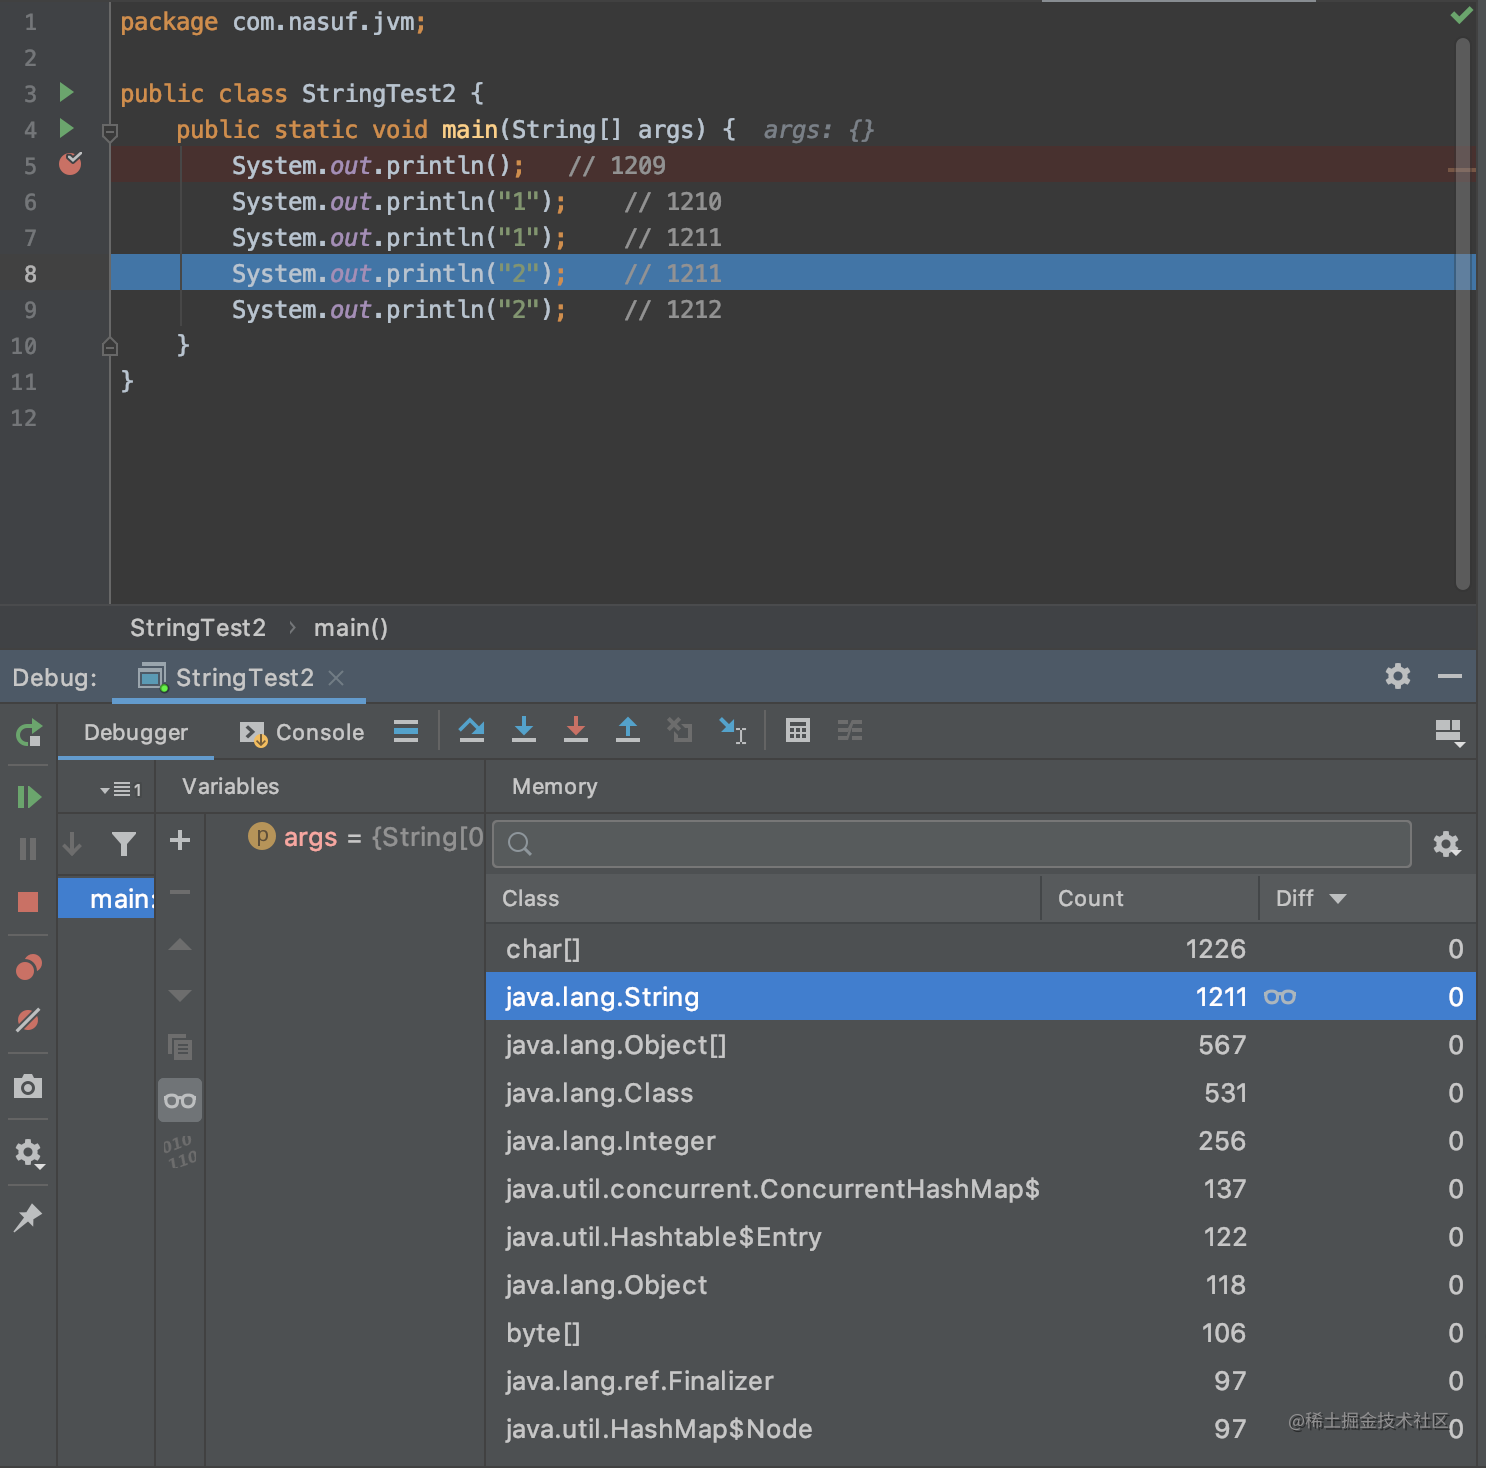 1 package com.nasuf.jvm;
2
3 public class StringTest2 {
4 public static void main(String[] args) { args: {}
5 System.out.println(); // 1209
6 System.out.println("1"); // 1210
7 System.out.println("1"); // 1211
8 System.out.println("2"); // 1211
9 System.out.println("2"); // 1212
10 }
11 }
12
StringTest2 › main()
Debug: StringTest2
Debugger Console
1 Variables Memory
p args = {String[0
main:
Class Count Diff
char[] 1226 0
java.lang.String 1211 0
java.lang.Object[] 567 0
java.lang.Class 531 0
java.lang.Integer 256 0
java.util.concurrent.ConcurrentHashMap$ 137 0
java.util.Hashtable$Entry 122 0
java.lang.Object 118 0
byte[] 106 0
java.lang.ref.Finalizer 97 0
java.util.HashMap$Node 97 0
010
110
@稀土掘金技术社区